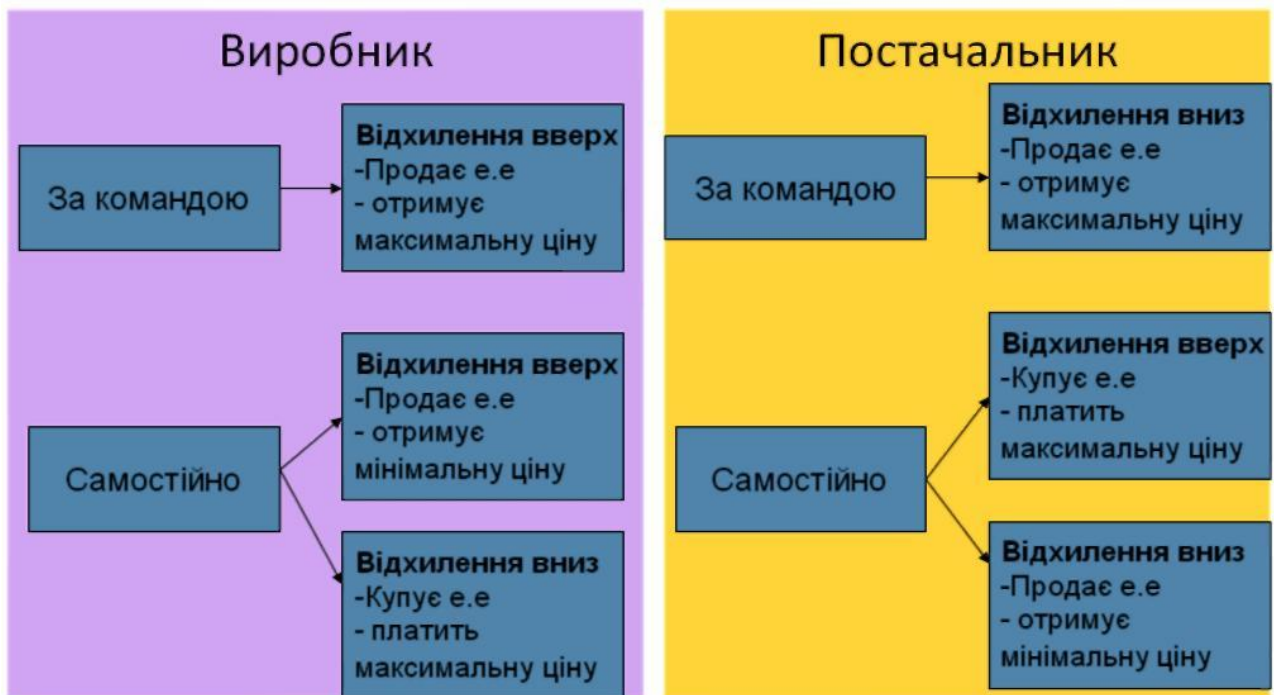 Виробник
За командою
Відхилення вверх
-Продає е.е
- отримує
максимальну ціну
Самостійно
Відхилення вверх
-Продає е.е
- отримує
мінімальну ціну
Відхилення вниз
-Купує е.е
- платить
максимальну ціну
Постачальник
За командою
Відхилення вниз
-Продає е.е
- отримує
максимальну ціну
Самостійно
Відхилення вверх
-Купує е.е
- платить
максимальну ціну
Відхилення вниз
-Продає е.е
- отримує
мінімальну ціну